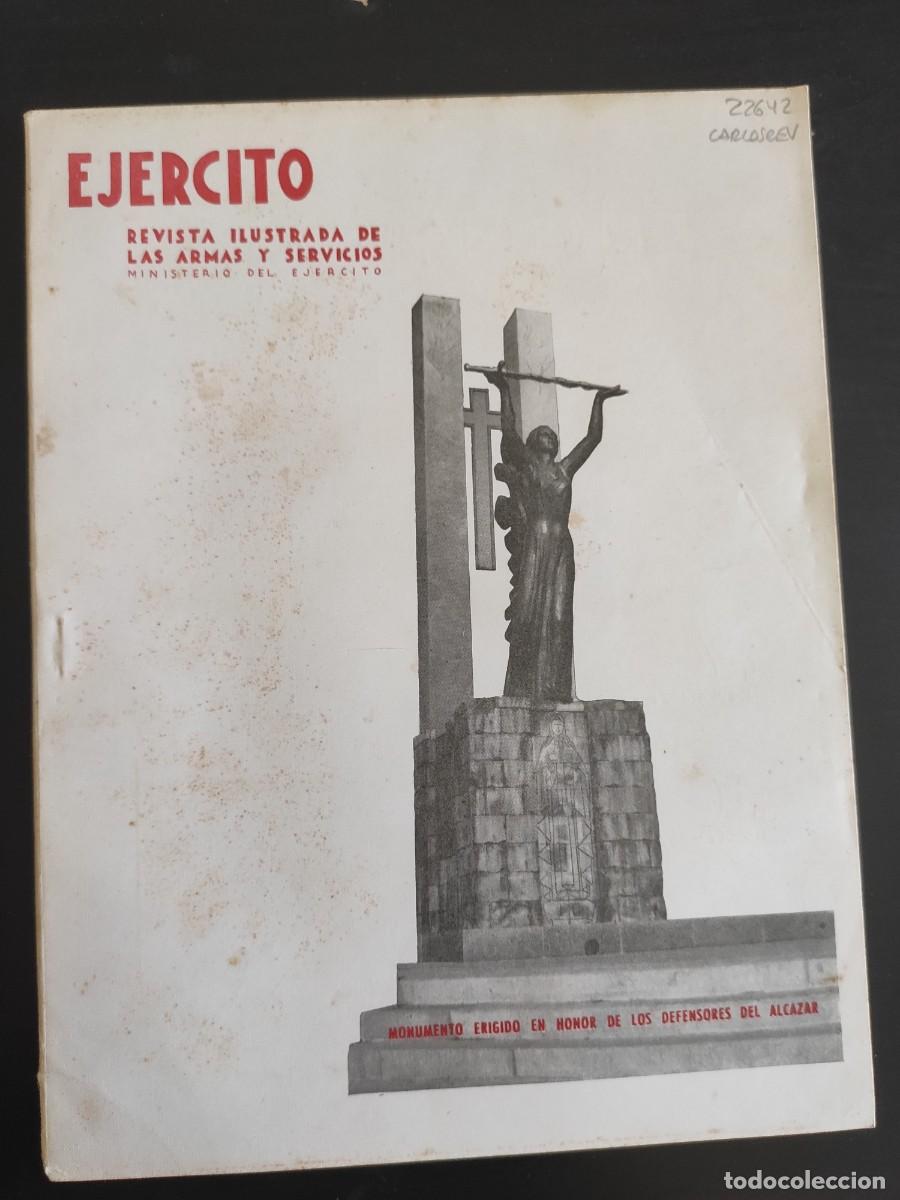 22642
CARLOSREV
EJERCITO
REVISTA ILUSTRADA DE
LAS ARMAS Y SERVICIOS
MINISTERIO DEL EJERCITO
MONUMENTO ERIGIDO EN HONOR DE LOS DEFENSORES DEL ALCAZAR
todocoleccion